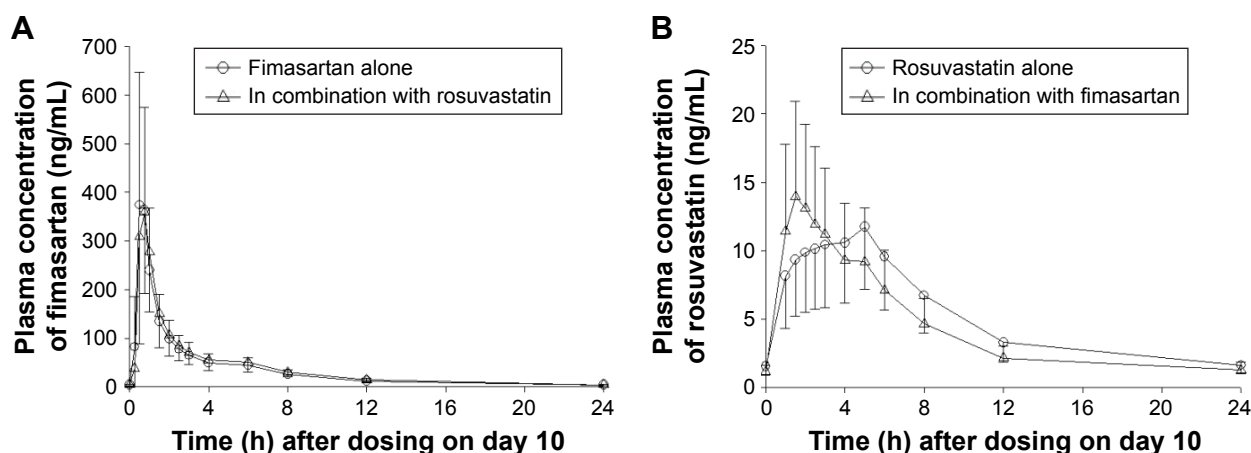 A
Plasma concentration
of fimasartan (ng/mL)
700
600
500
400
300
200
100
0
Fimasartan alone
In combination with rosuvastatin
0 4 8 12 16 20 24
Time (h) after dosing on day 10
B
Plasma concentration
of rosuvastatin (ng/mL)
25
20
15
10
5
0
Rosuvastatin alone
In combination with fimasartan
0 4 8 12 16 20 24
Time (h) after dosing on day 10